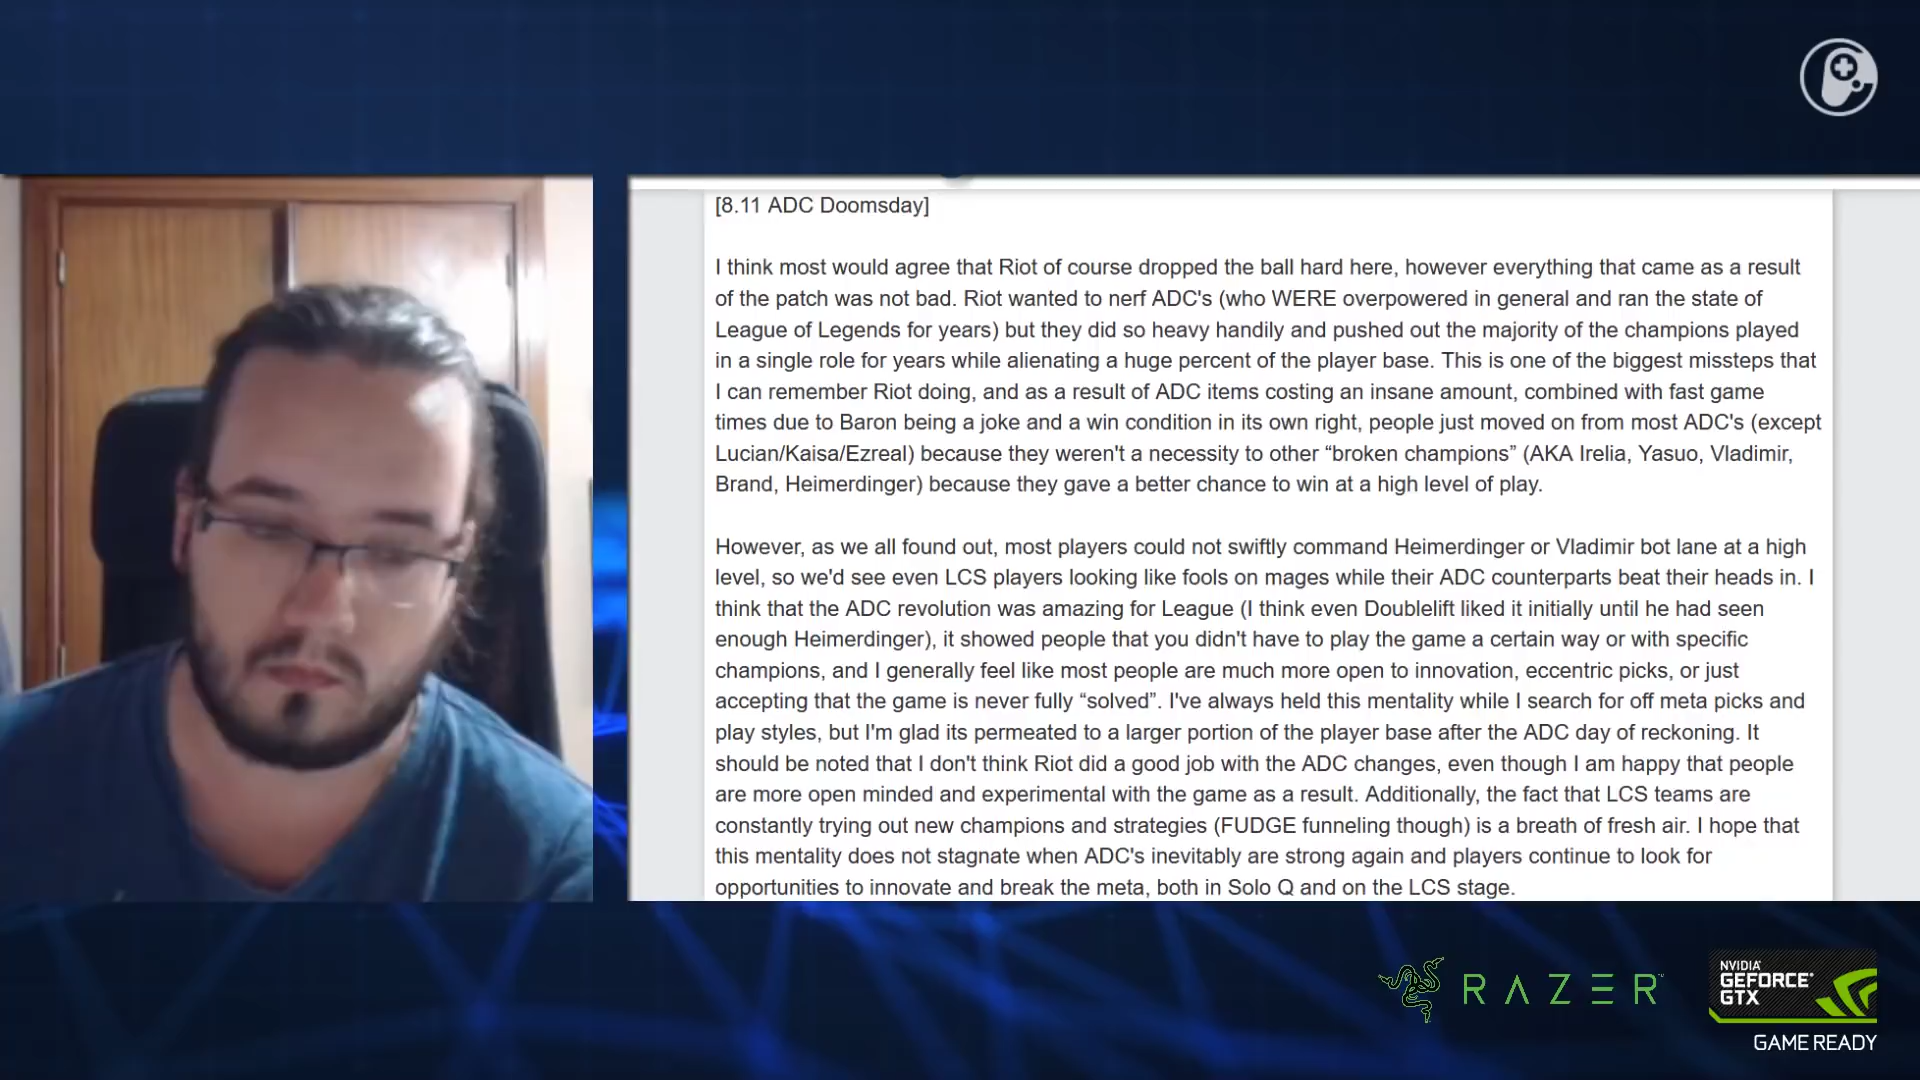 [8.11 ADC Doomsday]
I think most would agree that Riot of course dropped the ball hard here, however everything that came as a result
of the patch was not bad. Riot wanted to nerf ADC's (who WERE overpowered in general and ran the state of
League of Legends for years) but they did so heavy handily and pushed out the majority of the champions played
in a single role for years while alienating a huge percent of the player base. This is one of the biggest missteps that
I can remember Riot doing, and as a result of ADC items costing an insane amount, combined with fast game
times due to Baron being a joke and a win condition in its own right, people just moved on from most ADC's (except
Lucian/Kaisa/Ezreal) because they weren't a necessity to other “broken champions” (AKA Irelia, Yasuo, Vladimir,
Brand, Heimerdinger) because they gave a better chance to win at a high level of play.
However, as we all found out, most players could not swiftly command Heimerdinger or Vladimir bot lane at a high
level, so we'd see even LCS players looking like fools on mages while their ADC counterparts beat their heads in. I
think that the ADC revolution was amazing for League (I think even Doublelift liked it initially until he had seen
enough Heimerdinger), it showed people that you didn't have to play the game a certain way or with specific
champions, and I generally feel like most people are much more open to innovation, eccentric picks, or just
accepting that the game is never fully “solved”. I've always held this mentality while I search for off meta picks and
play styles, but I'm glad its permeated to a larger portion of the player base after the ADC day of reckoning. It
should be noted that I don't think Riot did a good job with the ADC changes, even though I am happy that people
are more open minded and experimental with the game as a result. Additionally, the fact that LCS teams are
constantly trying out new champions and strategies (FUDGE funneling though) is a breath of fresh air. I hope that
this mentality does not stagnate when ADC's inevitably are strong again and players continue to look for
opportunities to innovate and break the meta, both in Solo Q and on the LCS stage.
RAZER
NVIDIA
GEFORCE
GTX
GAME READY